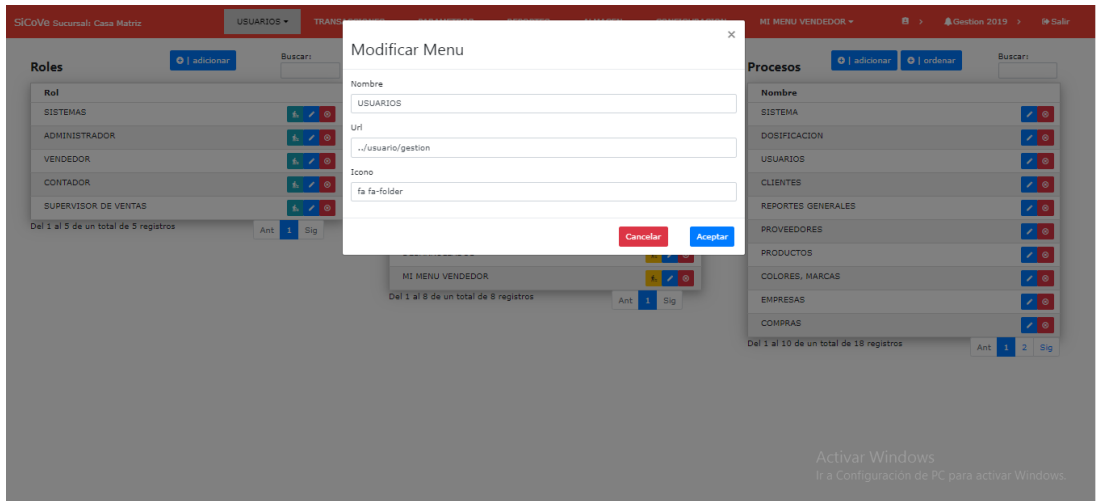 SiCoVe Sucursal: Casa Matriz
USUARIOS
MI MENU VENDEDOR
Gestion 2019
Salir
Roles
| adicionar
Buscar:
Rol
SISTEMAS
ADMINISTRADOR
VENDEDOR
CONTADOR
SUPERVISOR DE VENTAS
Del 1 al 5 de un total de 5 registros
Ant 1 Sig
Modificar Menu
×
Nombre
USUARIOS
Url
../usuario/gestion
Icono
fa fa-folder
Cancelar
Aceptar
MI MENU VENDEDOR
Del 1 al 8 de un total de 8 registros
Ant 1 Sig
Procesos
| adicionar
| ordenar
Buscar:
Nombre
SISTEMA
DOSIFICACION
USUARIOS
CLIENTES
REPORTES GENERALES
PROVEEDORES
PRODUCTOS
COLORES, MARCAS
EMPRESAS
COMPRAS
Del 1 al 10 de un total de 18 registros
Ant 1 2 Sig
Activar Windows
Ir a Configuración de PC para activar Windows.